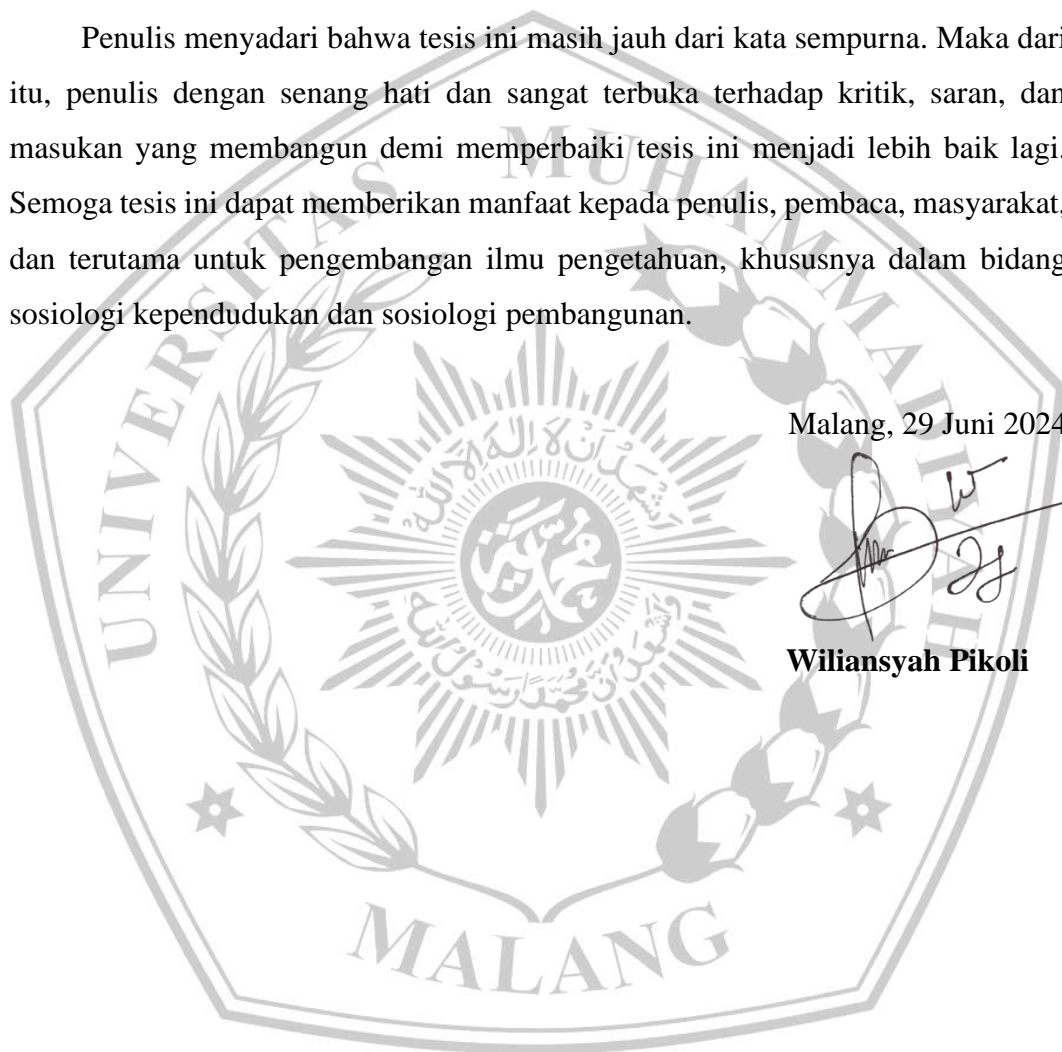 Penulis menyadari bahwa tesis ini masih jauh dari kata sempurna. Maka dari
itu, penulis dengan senang hati dan sangat terbuka terhadap kritik, saran, dan
masukan yang membangun demi memperbaiki tesis ini menjadi lebih baik lagi.
Semoga tesis ini dapat memberikan manfaat kepada penulis, pembaca, masyarakat,
dan terutama untuk pengembangan ilmu pengetahuan, khususnya dalam bidang
sosiologi kependudukan dan sosiologi pembangunan.
Malang, 29 Juni 2024
Wiliansyah Pikoli
UNIVERSITAS MUHAMMADIYAH
MALANG